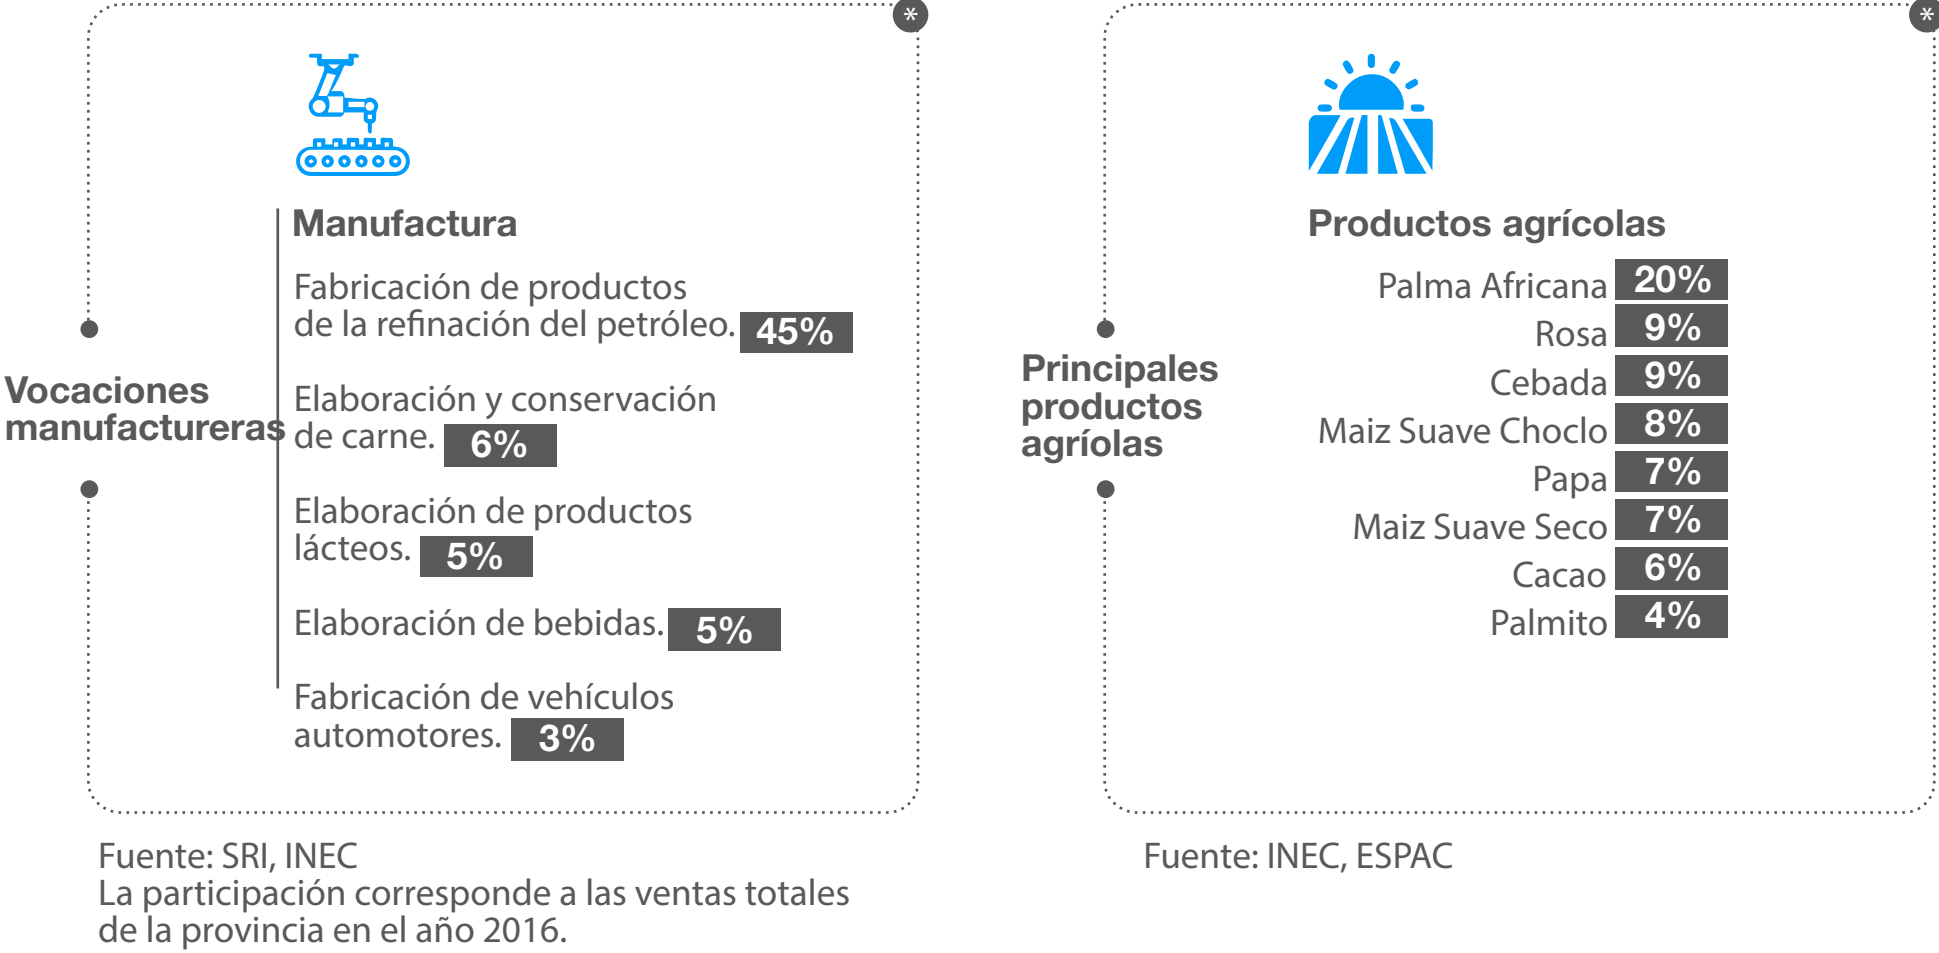 *
Vocaciones
manufactureras
Manufactura
Fabricación de productos
de la refinación del petróleo. 45%
Elaboración y conservación
de carne. 6%
Elaboración de productos
lácteos. 5%
Elaboración de bebidas. 5%
Fabricación de vehículos
automotores. 3%
Fuente: SRI, INEC
La participación corresponde a las ventas totales
de la provincia en el año 2016.
*
Principales
productos
agríolas
Productos agrícolas
Palma Africana 20%
Rosa 9%
Cebada 9%
Maiz Suave Choclo 8%
Papa 7%
Maiz Suave Seco 7%
Cacao 6%
Palmito 4%
Fuente: INEC, ESPAC